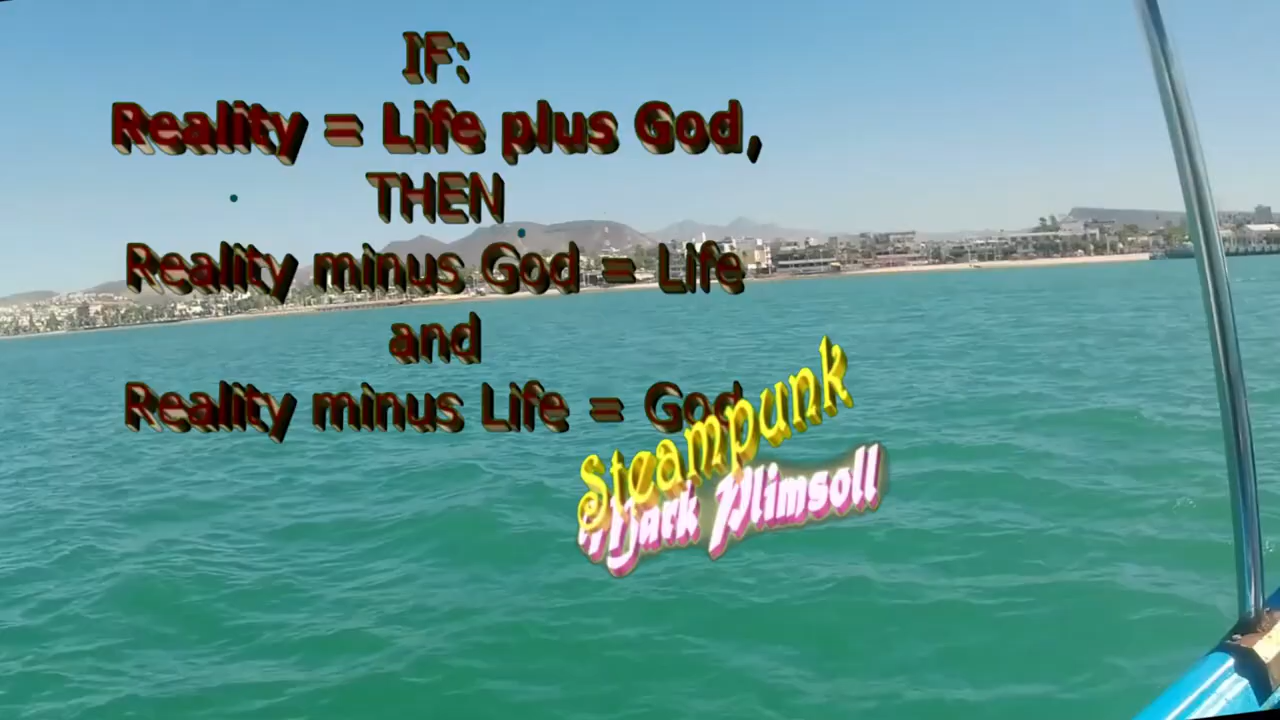 IF:
Reality = Life plus God,
THEN
Reality minus God = Life
and
Reality minus Life = God
Steampunk
Mark Plimsoll